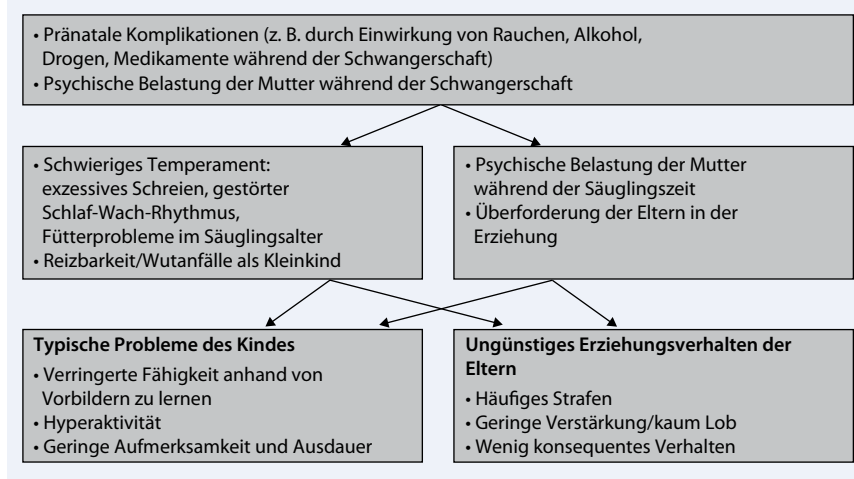 • Pränatale Komplikationen (z. B. durch Einwirkung von Rauchen, Alkohol,
Drogen, Medikamente während der Schwangerschaft)
• Psychische Belastung der Mutter während der Schwangerschaft
• Schwieriges Temperament:
exzessives Schreien, gestörter
Schlaf-Wach-Rhythmus,
Fütterprobleme im Säuglingsalter
• Reizbarkeit/Wutanfälle als Kleinkind
• Psychische Belastung der Mutter
während der Säuglingszeit
• Überforderung der Eltern in der
Erziehung
Typische Probleme des Kindes
• Verringerte Fähigkeit anhand von
Vorbildern zu lernen
• Hyperaktivität
• Geringe Aufmerksamkeit und Ausdauer
Ungünstiges Erziehungsverhalten der
Eltern
• Häufiges Strafen
• Geringe Verstärkung/kaum Lob
• Wenig konsequentes Verhalten